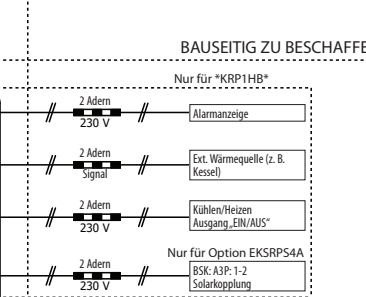 BAUSEITIG ZU BESCHAFFE
Nur für *KRP1HB*
2 Adern
230 V
Alarmanzeige
2 Adern
Signal
Ext. Wärmequelle (z. B.
Kessel)
2 Adern
230 V
Kühlen/Heizen
Ausgang„EIN/AUS“
Nur für Option EKSRPS4A
2 Adern
230 V
BSK: A3P: 1-2
Solarkopplung